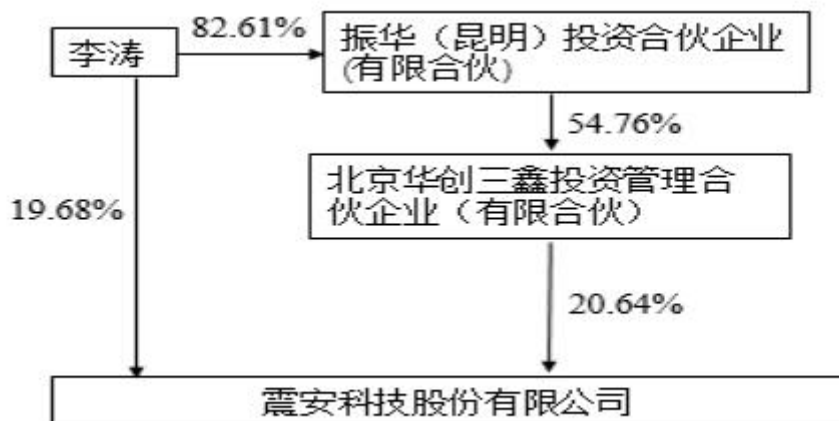 李涛
82.61%
振华（昆明）投资合伙企业
(有限合伙)
54.76%
19.68%
北京华创三鑫投资管理合
伙企业（有限合伙）
20.64%
震安科技股份有限公司